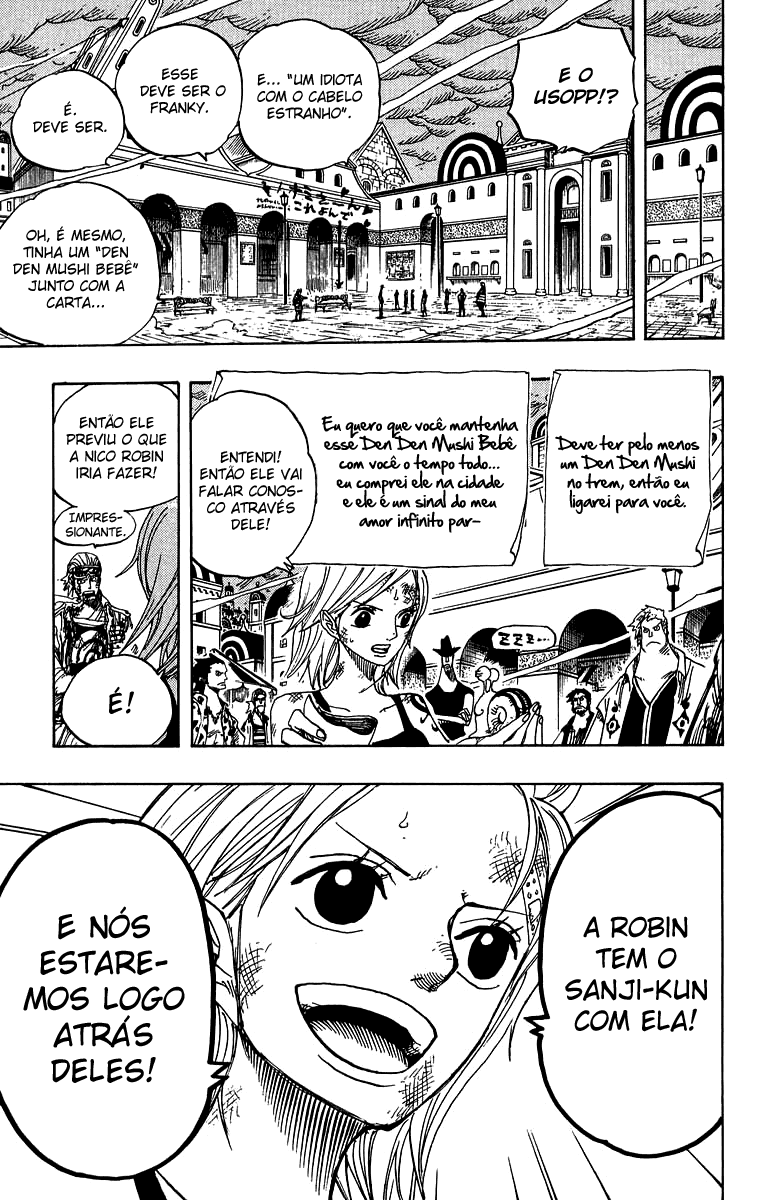 E O
USOPP!?
E... “UM IDIOTA
COM O CABELO
ESTRANHO”.
ESSE
DEVE SER O
FRANKY.
É.
DEVE SER.
OH, É MESMO,
TINHA UM “DEN
DEN MUSHI BEBÊ”
JUNTO COM A
CARTA...
Deve ter pelo menos
um Den Den Mushi
no trem, então eu
ligarei para você.
Eu quero que você mantenha
esse Den Den Mushi Bebê
com você o tempo todo...
eu comprei ele na cidade
e ele é um sinal do meu
amor infinito par-
ENTENDI!
ENTÃO ELE VAI
FALAR CONOS-
CO ATRAVÉS
DELE!
ZZZ...
ENTÃO ELE
PREVIU O QUE
A NICO ROBIN
IRIA FAZER!
IMPRES-
SIONANTE.
É!
A ROBIN
TEM O
SANJI-KUN
COM ELA!
E NÓS
ESTARE-
MOS LOGO
ATRÁS
DELES!